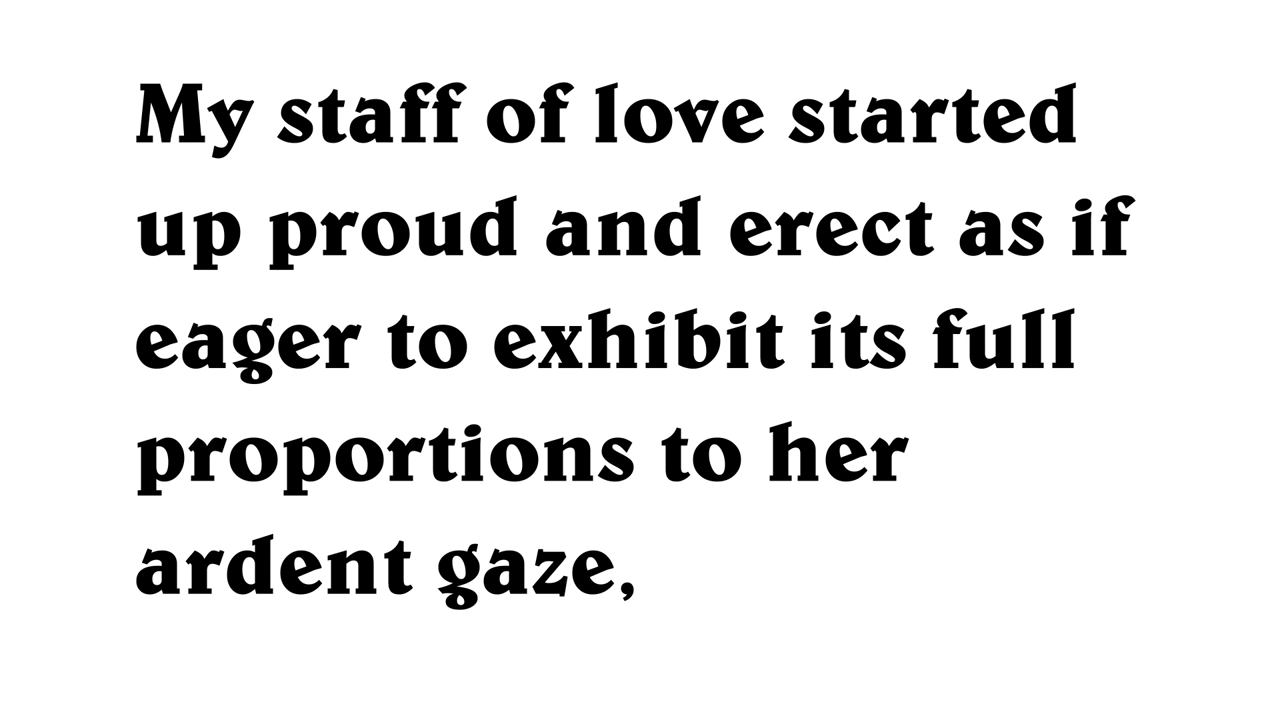 My staff of love started
up proud and erect as if
eager to exhibit its full
proportions to her
ardent gaze,